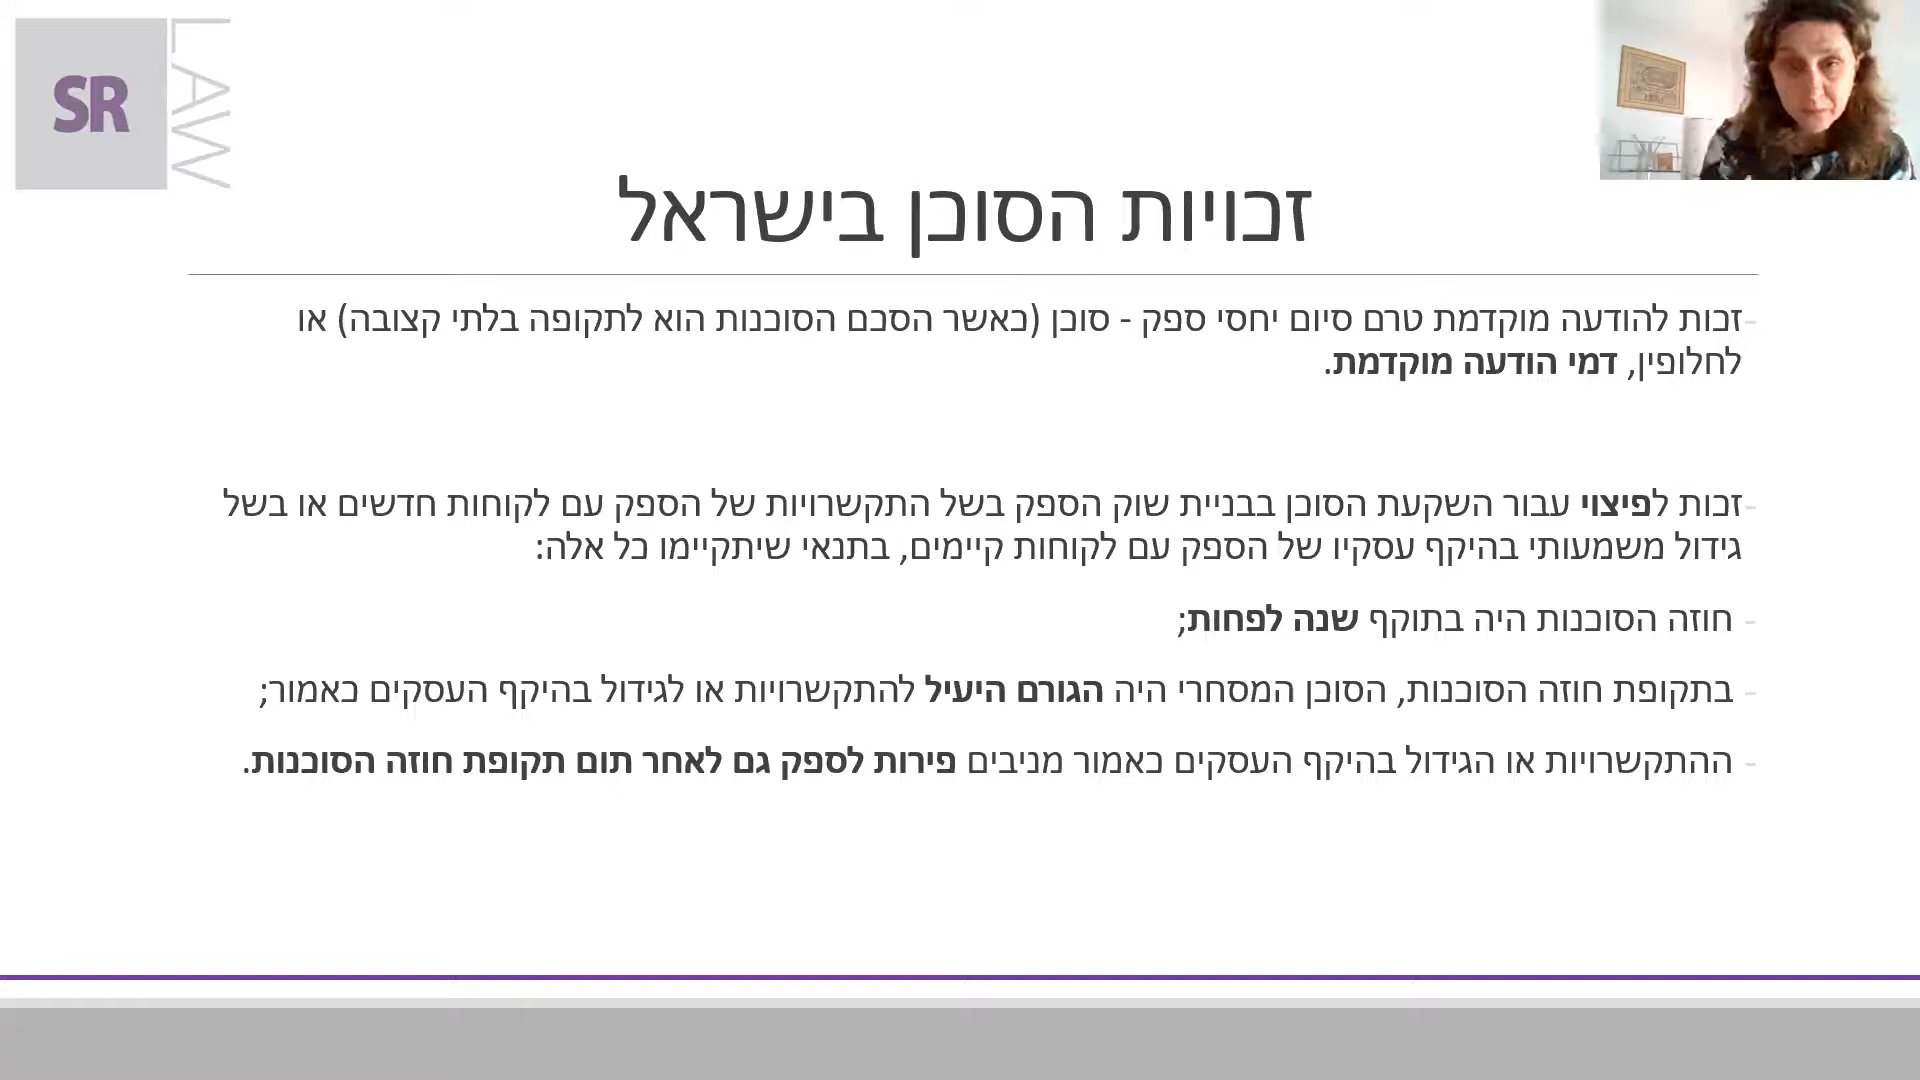 SR
LAW
זכויות הסוכן בישראל
-זכות להודעה מוקדמת טרם סיום יחסי ספק - סוכן (כאשר הסכם הסוכנות הוא לתקופה בלתי קצובה) או
לחלופין, דמי הודעה מוקדמת.
-זכות לפיצוי עבור השקעת הסוכן בבניית שוק הספק בשל התקשרויות של הספק עם לקוחות חדשים או בשל
גידול משמעותי בהיקף עסקיו של הספק עם לקוחות קיימים, בתנאי שיתקיימו כל אלה:
- חוזה הסוכנות היה בתוקף שנה לפחות;
- בתקופת חוזה הסוכנות, הסוכן המסחרי היה הגורם היעיל להתקשרויות או לגידול בהיקף העסקים כאמור;
- ההתקשרויות או הגידול בהיקף העסקים כאמור מניבים פירות לספק גם לאחר תום תקופת חוזה הסוכנות.